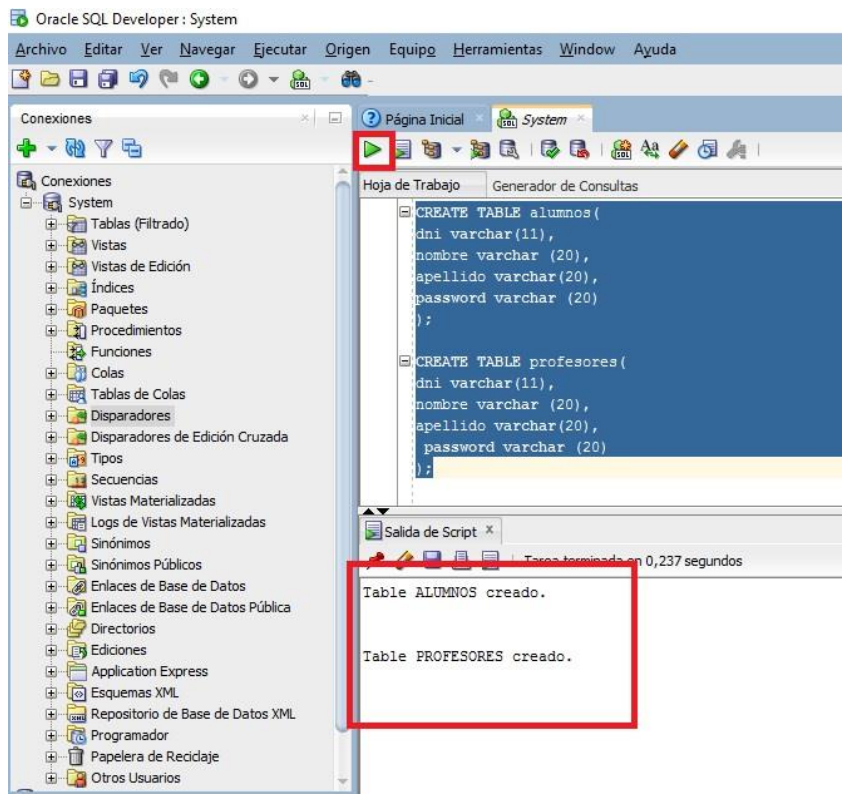 Oracle SQL Developer : System
Archivo Editar Ver Navegar Ejecutar Origen Equipo Herramientas Window Ayuda
Conexiones
Página Inicial
System
Hoja de Trabajo Generador de Consultas
Conexiones
System
Tablas (Filtrado)
Vistas
Vistas de Edición
Índices
Paquetes
Procedimientos
Funciones
Colas
Tablas de Colas
Disparadores
Disparadores de Edición Cruzada
Tipos
Secuencias
Vistas Materializadas
Logs de Vistas Materializadas
Sinónimos
Sinónimos Públicos
Enlaces de Base de Datos
Enlaces de Base de Datos Pública
Directorios
Ediciones
Application Express
Esquemas XML
Repositorio de Base de Datos XML
Programador
Papelera de Reciclaje
Otros Usuarios
CREATE TABLE alumnos(
dni varchar(11),
nombre varchar (20),
apellido varchar(20),
password varchar (20)
);
CREATE TABLE profesores(
dni varchar(11),
nombre varchar (20),
apellido varchar(20),
password varchar (20)
);
Salida de Script
Tarea terminada en 0,237 segundos
Table ALUMNOS creado.
Table PROFESORES creado.